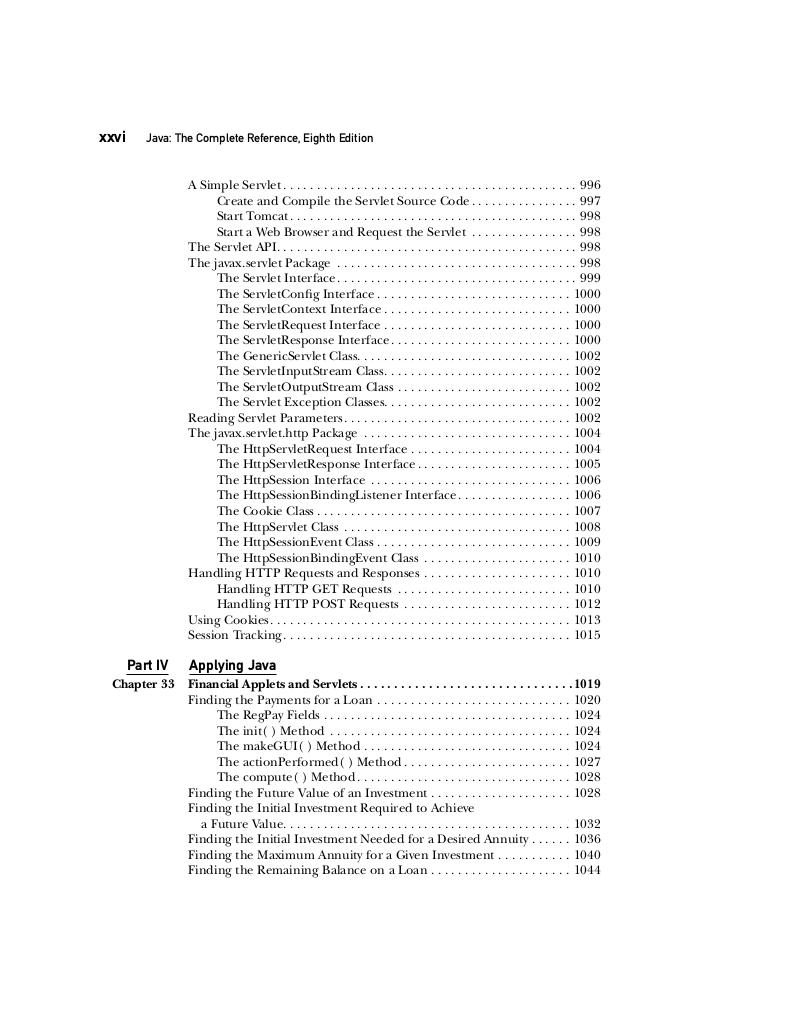 xxvi Java: The Complete Reference, Eighth Edition
A Simple Servlet . . . . . . . . . . . . . . . . . . . . . . . . . . . . . . . . . . . . . . . . . . . 996
Create and Compile the Servlet Source Code . . . . . . . . . . . . . . . . 997
Start Tomcat . . . . . . . . . . . . . . . . . . . . . . . . . . . . . . . . . . . . . . . . . . 998
Start a Web Browser and Request the Servlet . . . . . . . . . . . . . . . . 998
The Servlet API. . . . . . . . . . . . . . . . . . . . . . . . . . . . . . . . . . . . . . . . . . . . 998
The javax.servlet Package . . . . . . . . . . . . . . . . . . . . . . . . . . . . . . . . . . . . 998
The Servlet Interface . . . . . . . . . . . . . . . . . . . . . . . . . . . . . . . . . . . . 999
The ServletConfig Interface . . . . . . . . . . . . . . . . . . . . . . . . . . . . . 1000
The ServletContext Interface . . . . . . . . . . . . . . . . . . . . . . . . . . . . 1000
The ServletRequest Interface . . . . . . . . . . . . . . . . . . . . . . . . . . . . 1000
The ServletResponse Interface . . . . . . . . . . . . . . . . . . . . . . . . . . . 1000
The GenericServlet Class. . . . . . . . . . . . . . . . . . . . . . . . . . . . . . . . 1002
The ServletInputStream Class. . . . . . . . . . . . . . . . . . . . . . . . . . . . 1002
The ServletOutputStream Class . . . . . . . . . . . . . . . . . . . . . . . . . . 1002
The Servlet Exception Classes. . . . . . . . . . . . . . . . . . . . . . . . . . . . 1002
Reading Servlet Parameters . . . . . . . . . . . . . . . . . . . . . . . . . . . . . . . . . . 1002
The javax.servlet.http Package . . . . . . . . . . . . . . . . . . . . . . . . . . . . . . . 1004
The HttpServletRequest Interface . . . . . . . . . . . . . . . . . . . . . . . . 1004
The HttpServletResponse Interface . . . . . . . . . . . . . . . . . . . . . . . 1005
The HttpSession Interface . . . . . . . . . . . . . . . . . . . . . . . . . . . . . . 1006
The HttpSessionBindingListener Interface . . . . . . . . . . . . . . . . . 1006
The Cookie Class . . . . . . . . . . . . . . . . . . . . . . . . . . . . . . . . . . . . . . 1007
The HttpServlet Class . . . . . . . . . . . . . . . . . . . . . . . . . . . . . . . . . . 1008
The HttpSessionEvent Class . . . . . . . . . . . . . . . . . . . . . . . . . . . . . 1009
The HttpSessionBindingEvent Class . . . . . . . . . . . . . . . . . . . . . . 1010
Handling HTTP Requests and Responses . . . . . . . . . . . . . . . . . . . . . . 1010
Handling HTTP GET Requests . . . . . . . . . . . . . . . . . . . . . . . . . . 1010
Handling HTTP POST Requests . . . . . . . . . . . . . . . . . . . . . . . . . 1012
Using Cookies . . . . . . . . . . . . . . . . . . . . . . . . . . . . . . . . . . . . . . . . . . . . . 1013
Session Tracking . . . . . . . . . . . . . . . . . . . . . . . . . . . . . . . . . . . . . . . . . . . 1015
Part IV Applying Java
Chapter 33 Financial Applets and Servlets . . . . . . . . . . . . . . . . . . . . . . . . . . . . . . . .1019
Finding the Payments for a Loan . . . . . . . . . . . . . . . . . . . . . . . . . . . . . 1020
The RegPay Fields . . . . . . . . . . . . . . . . . . . . . . . . . . . . . . . . . . . . . 1024
The init( ) Method . . . . . . . . . . . . . . . . . . . . . . . . . . . . . . . . . . . . 1024
The makeGUI( ) Method . . . . . . . . . . . . . . . . . . . . . . . . . . . . . . . 1024
The actionPerformed( ) Method . . . . . . . . . . . . . . . . . . . . . . . . . 1027
The compute( ) Method . . . . . . . . . . . . . . . . . . . . . . . . . . . . . . . . 1028
Finding the Future Value of an Investment . . . . . . . . . . . . . . . . . . . . . 1028
Finding the Initial Investment Required to Achieve
a Future Value. . . . . . . . . . . . . . . . . . . . . . . . . . . . . . . . . . . . . . . . . . . 1032
Finding the Initial Investment Needed for a Desired Annuity . . . . . . 1036
Finding the Maximum Annuity for a Given Investment . . . . . . . . . . . 1040
Finding the Remaining Balance on a Loan . . . . . . . . . . . . . . . . . . . . . 1044